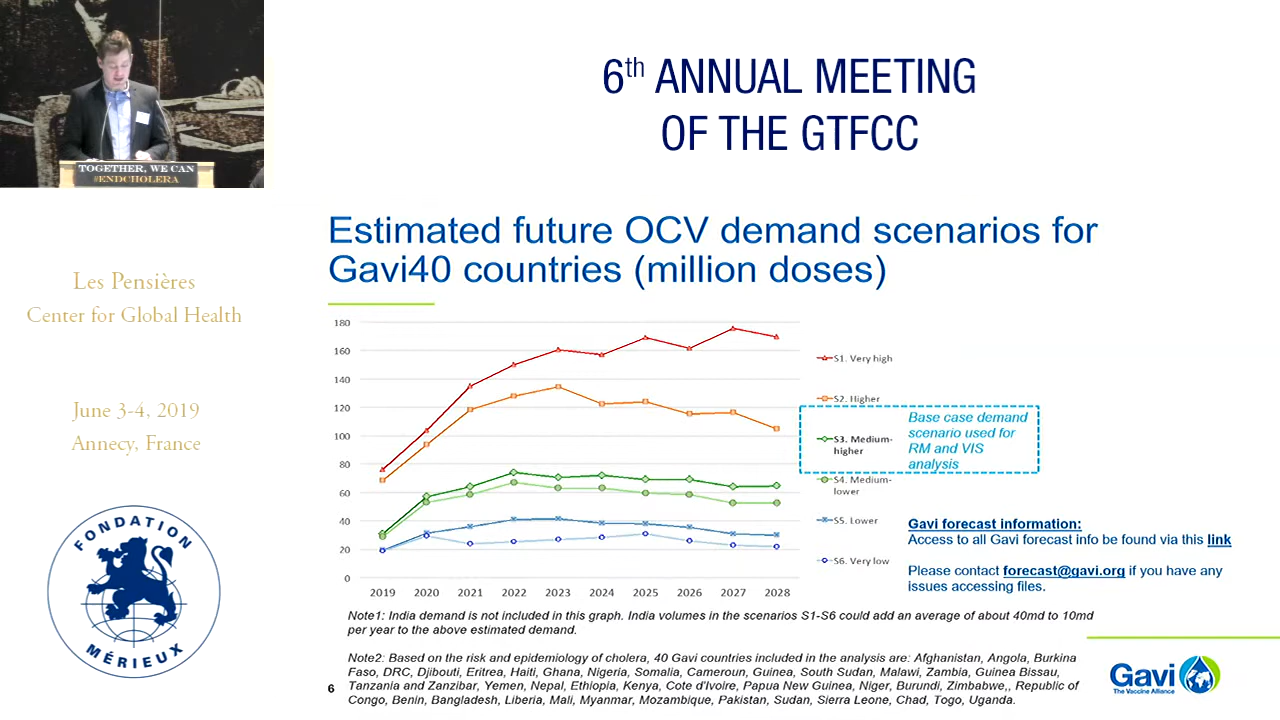 TOGETHER, WE CAN
#ENDCHOLERA
6th ANNUAL MEETING
OF THE GTFCC
Les Pensières
Center for Global Health
June 3-4, 2019
Annecy, France
FONDATION
MÉRIEUX
Estimated future OCV demand scenarios for
Gavi40 countries (million doses)
180
160
140
120
100
80
60
40
20
0
2019 2020 2021 2022 2023 2024 2025 2026 2027 2028
S1. Very high
S2. Higher
S3. Medium-
higher
S4. Medium-
lower
S5. Lower
S6. Very low
Base case demand
scenario used for
RM and VIS
analysis
Gavi forecast information:
Access to all Gavi forecast info be found via this link
Please contact forecast@gavi.org if you have any
issues accessing files.
Note1: India demand is not included in this graph. India volumes in the scenarios S1-S6 could add an average of about 40md to 10md
per year to the above estimated demand.
Note2: Based on the risk and epidemiology of cholera, 40 Gavi countries included in the analysis are: Afghanistan, Angola, Burkina
Faso, DRC, Djibouti, Eritrea, Haiti, Ghana, Nigeria, Somalia, Cameroun, Guinea, South Sudan, Malawi, Zambia, Guinea Bissau,
Tanzania and Zanzibar, Yemen, Nepal, Ethiopia, Kenya, Cote d'Ivoire, Papua New Guinea, Niger, Burundi, Zimbabwe,, Republic of
Congo, Benin, Bangladesh, Liberia, Mali, Myanmar, Mozambique, Pakistan, Sudan, Sierra Leone, Chad, Togo, Uganda.
6
Gavi
The Vaccine Alliance